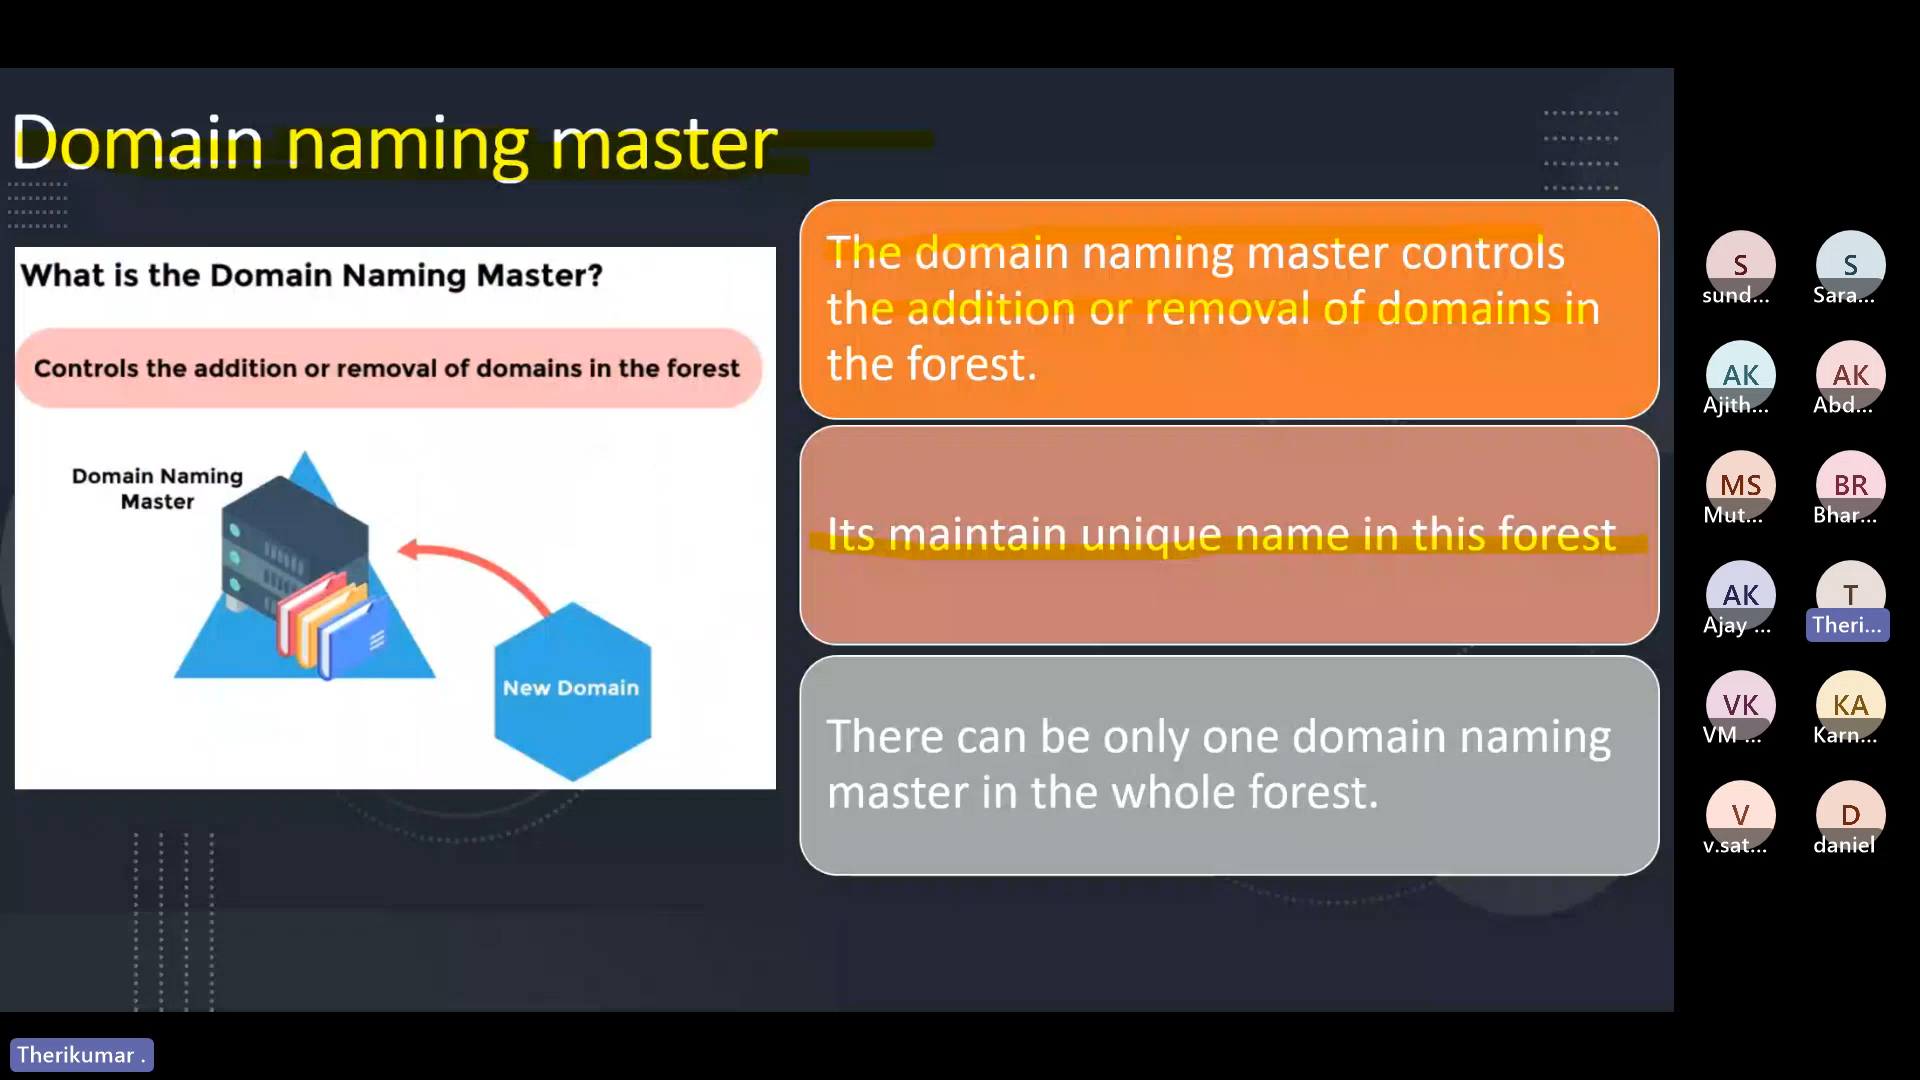 Domain naming master
What is the Domain Naming Master?
Controls the addition or removal of domains in the forest
Domain Naming
Master
New Domain
The domain naming master controls
the addition or removal of domains in
the forest.
Its maintain unique name in this forest
There can be only one domain naming
master in the whole forest.
S
sund...
S
Sara...
AK
Ajith...
AK
Abd...
MS
Mut...
BR
Bhar...
AK
Ajay ...
T
Theri...
VK
VM ...
KA
Karn...
V
v.sat...
D
daniel
Therikumar .